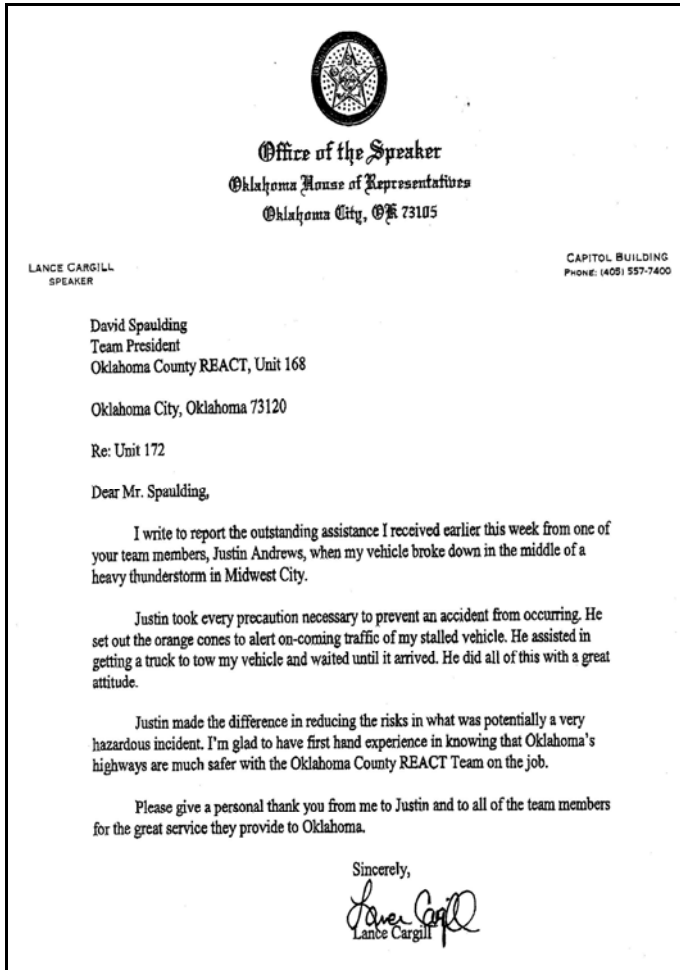 Office of the Speaker
Oklahoma House of Representatives
Oklahoma City, OK 73105
LANCE CARGILL
SPEAKER
CAPITOL BUILDING
PHONE: (405) 557-7400
David Spaulding
Team President
Oklahoma County REACT, Unit 168
Oklahoma City, Oklahoma 73120
Re: Unit 172
Dear Mr. Spaulding,
I write to report the outstanding assistance I received earlier this week from one of
your team members, Justin Andrews, when my vehicle broke down in the middle of a
heavy thunderstorm in Midwest City.
Justin took every precaution necessary to prevent an accident from occurring. He
set out the orange cones to alert on-coming traffic of my stalled vehicle. He assisted in
getting a truck to tow my vehicle and waited until it arrived. He did all of this with a great
attitude.
Justin made the difference in reducing the risks in what was potentially a very
hazardous incident. I'm glad to have first hand experience in knowing that Oklahoma's
highways are much safer with the Oklahoma County REACT Team on the job.
Please give a personal thank you from me to Justin and to all of the team members
for the great service they provide to Oklahoma.
Sincerely,
Lance Cargill
Lance Cargill